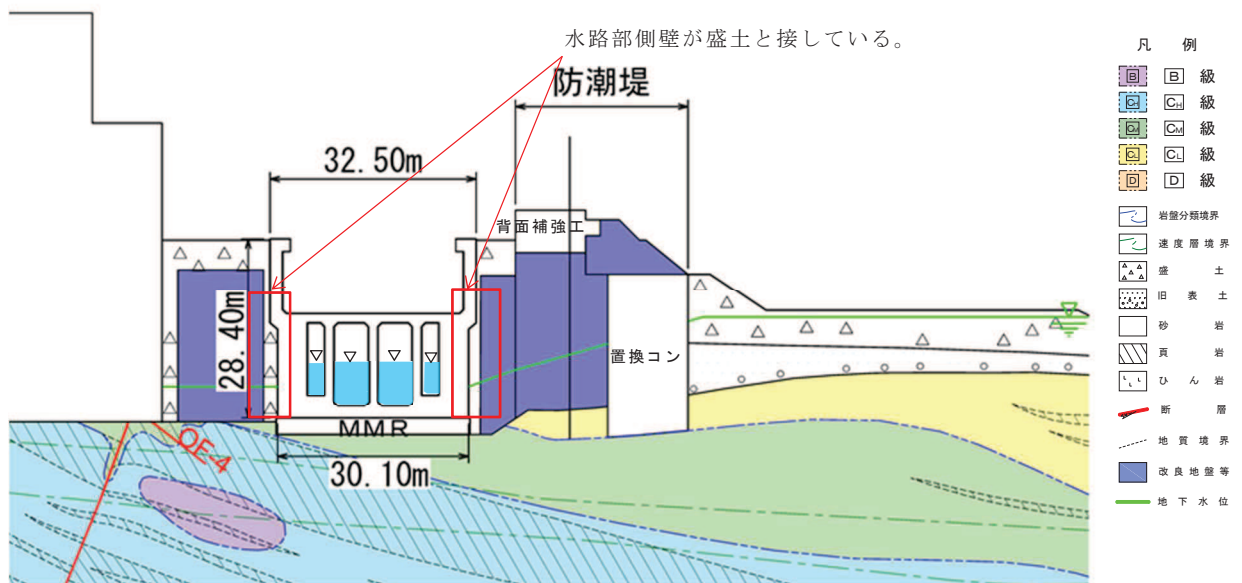 水路部側壁が盛土と接している。
防潮堤
32.50m
背面補強工
28.40m
置換コン
MMR
30.10m
OF-4
凡 例
B B 級
CH CH 級
CM CM 級
CL CL 級
D D 級
岩盤分類境界
速度層境界
盛 土
旧 表 土
砂 岩
頁 岩
ひ ん 岩
断 層
地 質 境 界
改 良 地 盤 等
地 下 水 位